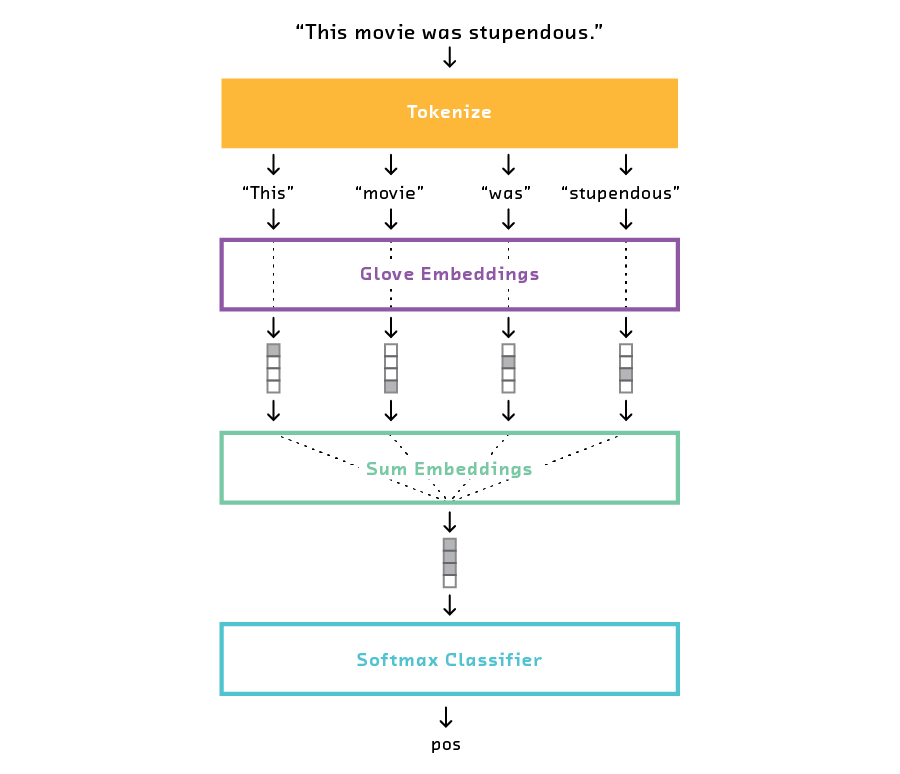 “This movie was stupendous.”
Tokenize
“This” “movie” “was” “stupendous”
Glove Embeddings
Sum Embeddings
Softmax Classifier
pos